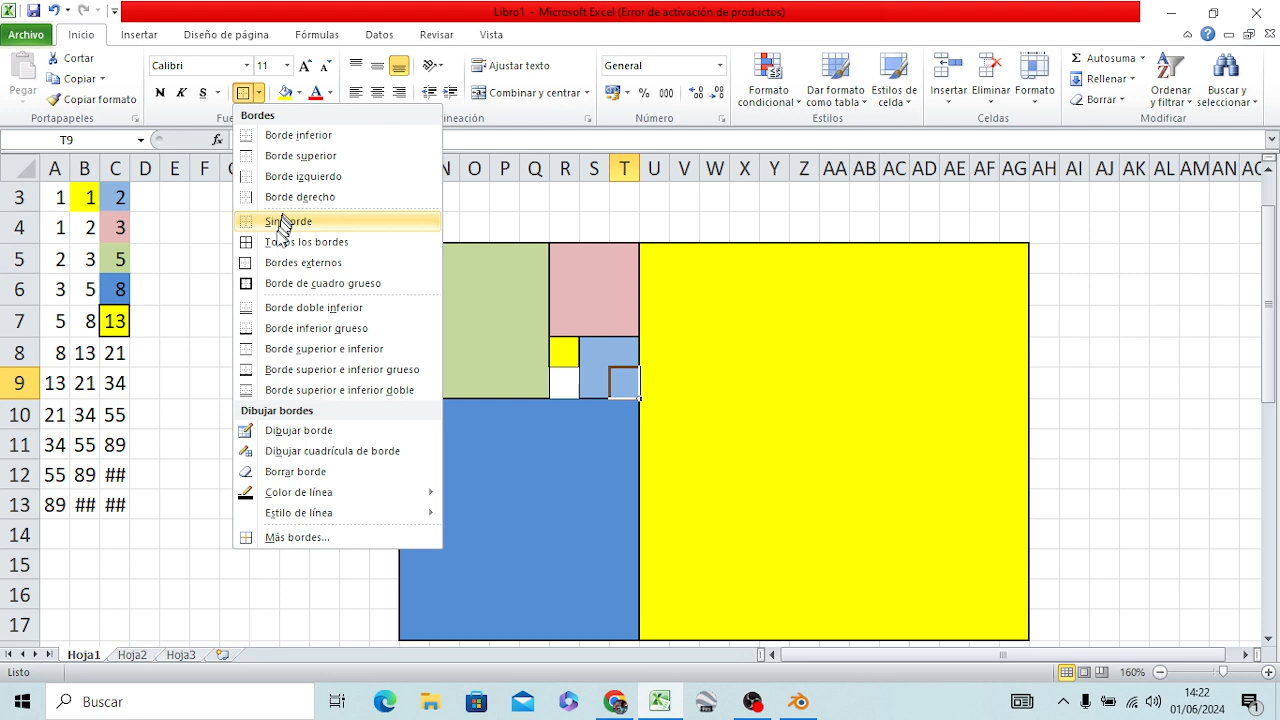 Libro1 - Microsoft Excel (Error de activación de productos)
Archivo Inicio Insertar Diseño de página Fórmulas Datos Revisar Vista
Cortar Calibri 11 Ajustar texto General Autosuma
Copiar N K S Combinar y centrar % 000 Rellenar
Pegar Copiar formato Formato condicional Dar formato como tabla Estilos de celda Insertar Eliminar Formato Borrar Ordenar y filtrar Buscar y seleccionar
Portapapeles Fue ineación Número Estilos Celdas Modificar
T9 fx
A B C D E F N O P Q R S T U V W X Y Z AA AB AC AD AE AF AG AH AI AJ AK AL AM AN
3 1 1 2
4 1 2 3
5 2 3 5
6 3 5 8
7 5 8 13
8 8 13 21
9 13 21 34
10 21 34 55
11 34 55 89
12 55 89 ##
13 89 ## ##
14
15
16
17
Bordes
Borde inferior
Borde superior
Borde izquierdo
Borde derecho
Sin borde
Todos los bordes
Bordes externos
Borde de cuadro grueso
Borde doble inferior
Borde inferior grueso
Borde superior e inferior
Borde superior e inferior grueso
Borde superior e inferior doble
Dibujar bordes
Dibujar borde
Dibujar cuadrícula de borde
Borrar borde
Color de línea
Estilo de línea
Más bordes...
Hoja1 Hoja2 Hoja3
Listo 160%
Buscar 14:22
01/06/2024